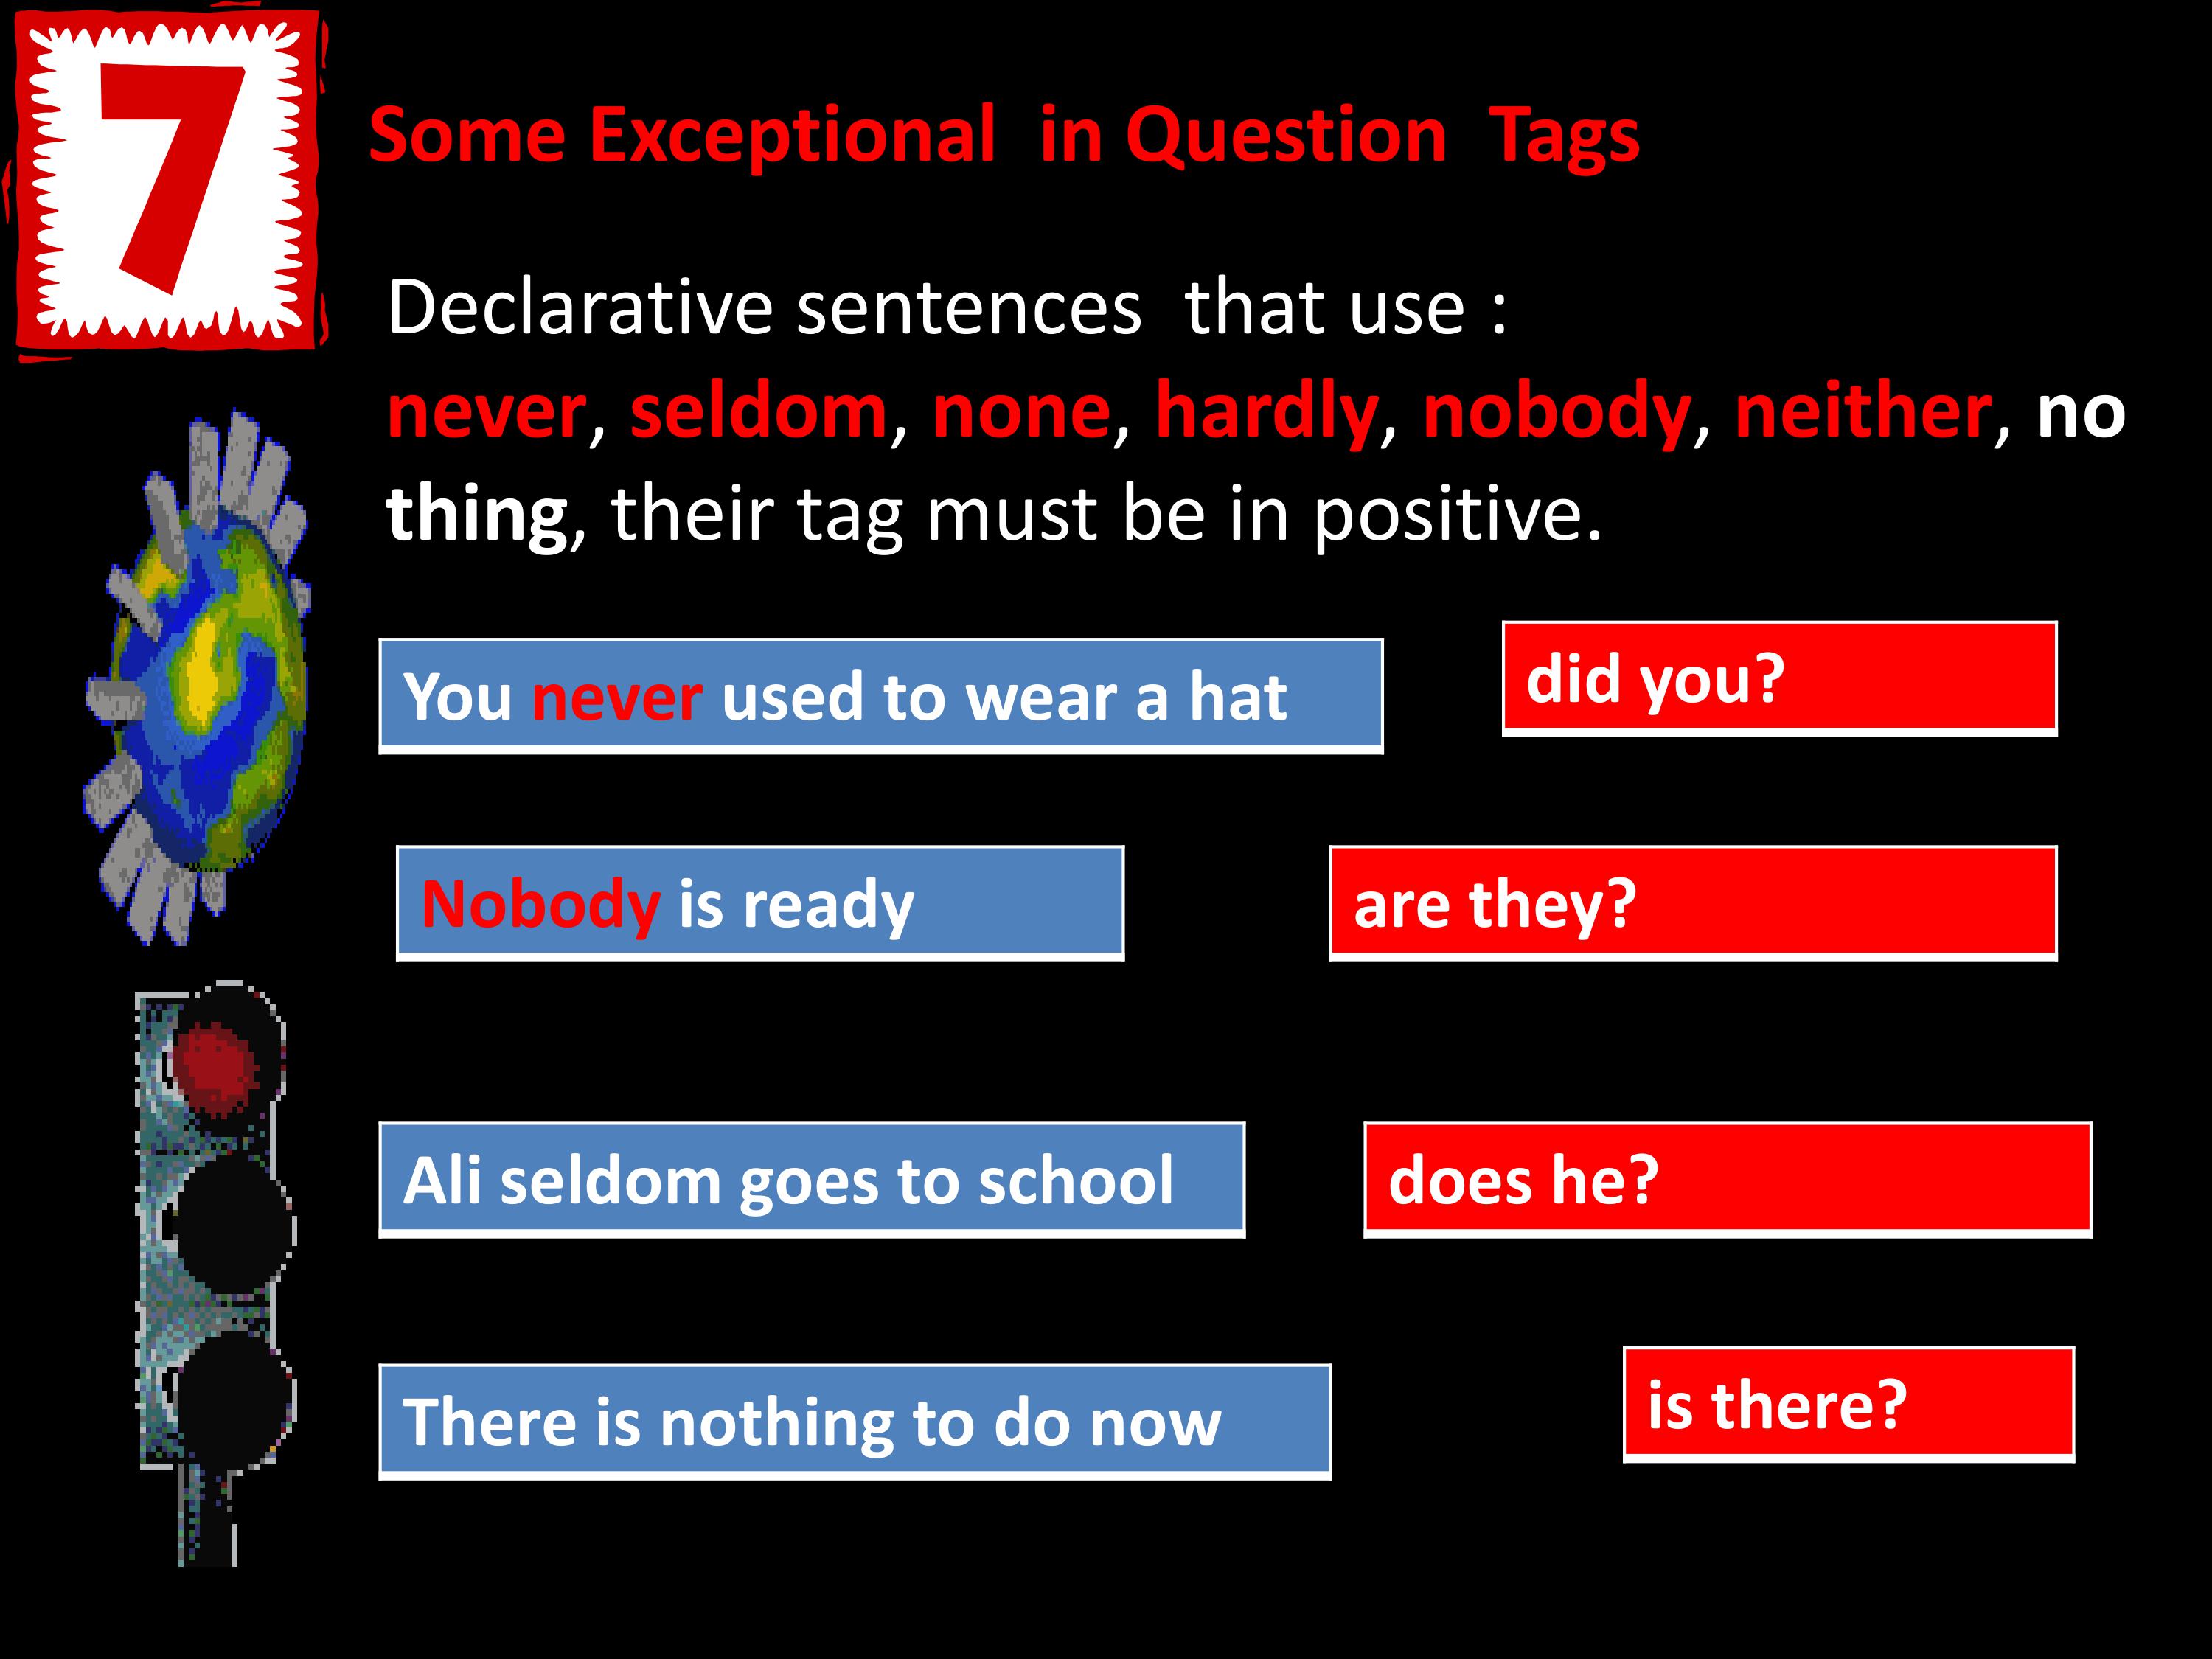 7
Some Exceptional in Question Tags
Declarative sentences that use :
never, seldom, none, hardly, nobody, neither, no
thing, their tag must be in positive.
You never used to wear a hat
did you?
Nobody is ready
are they?
Ali seldom goes to school
does he?
There is nothing to do now
is there?